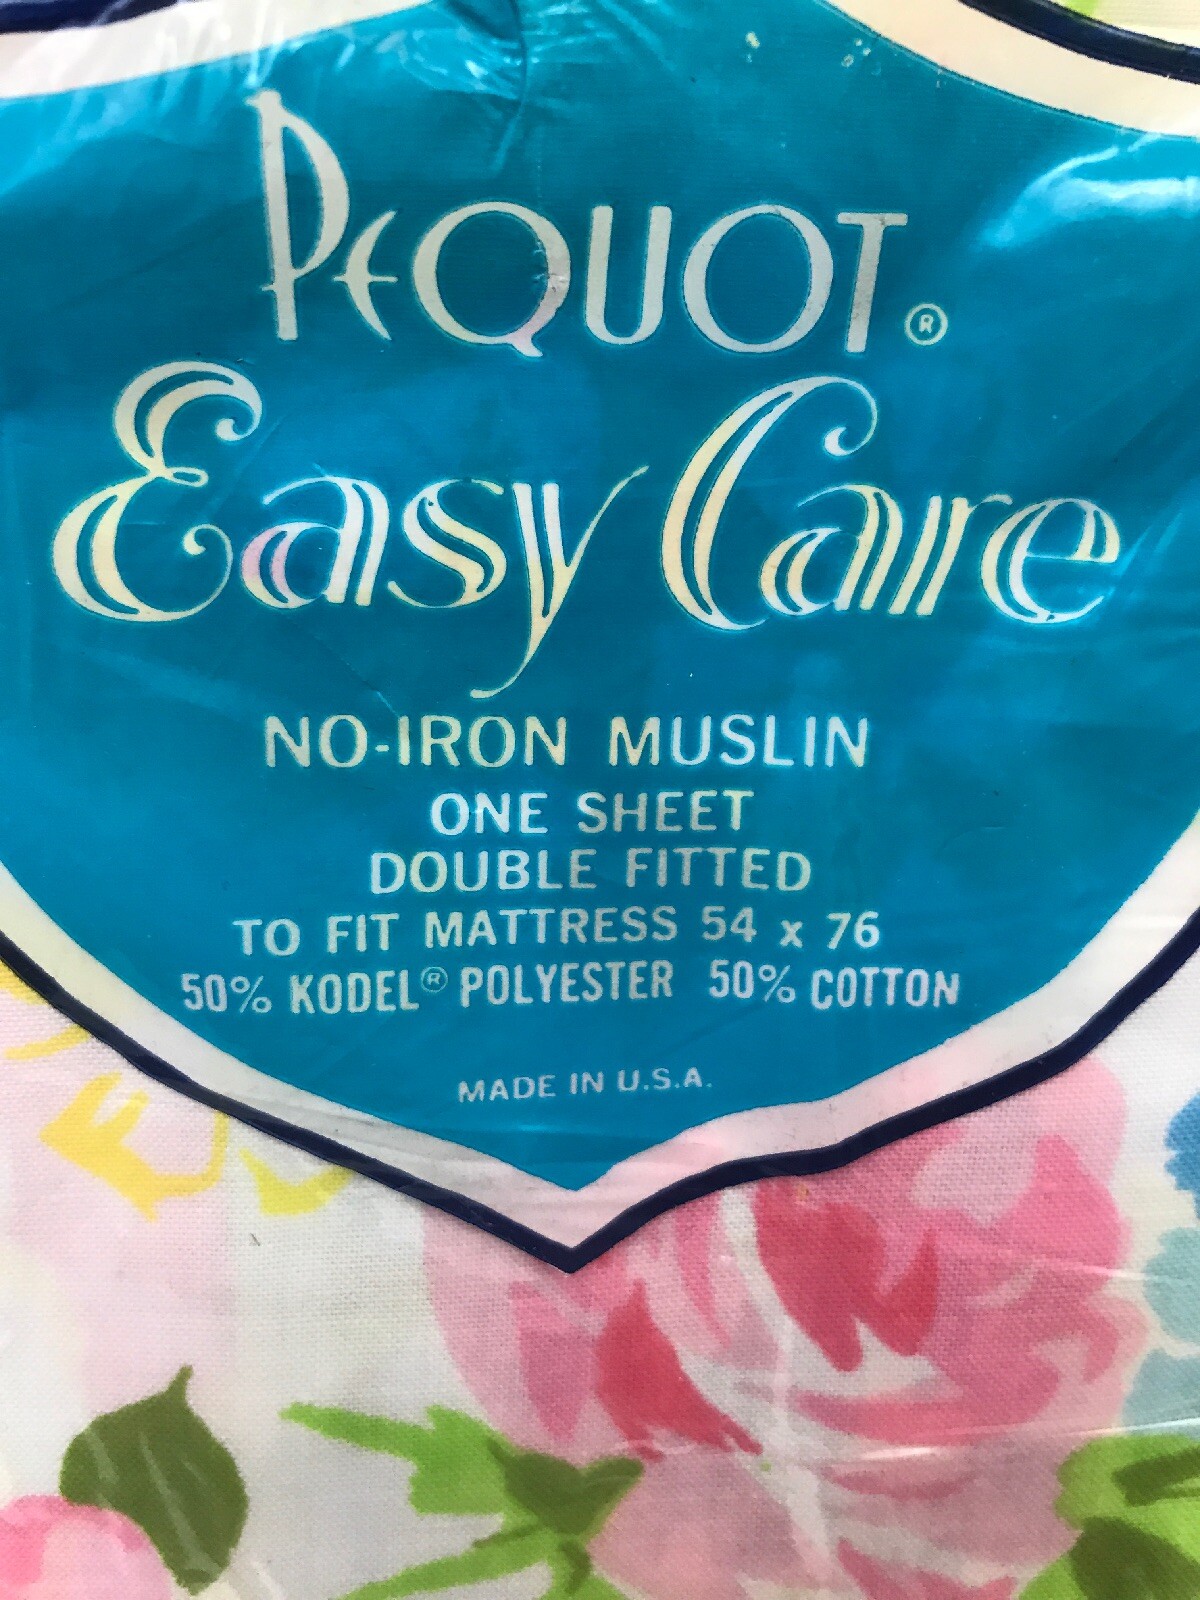 PEQUOT®
Easy Care
NO-IRON MUSLIN
ONE SHEET
DOUBLE FITTED
TO FIT MATTRESS 54 x 76
50% KODEL® POLYESTER 50% COTTON
MADE IN U.S.A.